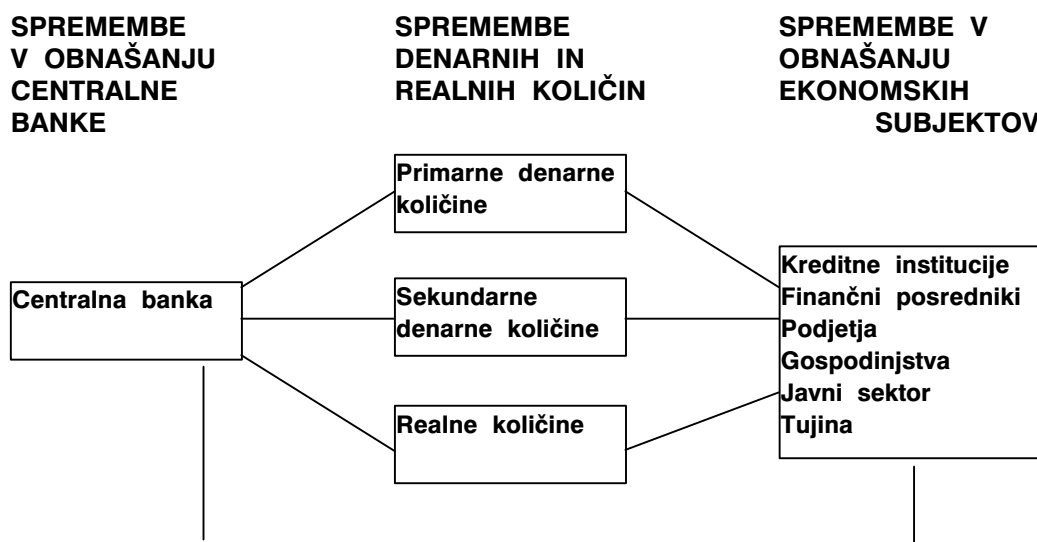 SPREMEMBE
V OBNAŠANJU
CENTRALNE
BANKE
SPREMEMBE
DENARNIH IN
REALNIH KOLIČIN
SPREMEMBE V
OBNAŠANJU
EKONOMSKIH
SUBJEKTOV
Centralna banka
Primarne denarne
količine
Sekundarne
denarne količine
Realne količine
Kreditne institucije
Finančni posredniki
Podjetja
Gospodinjstva
Javni sektor
Tujina